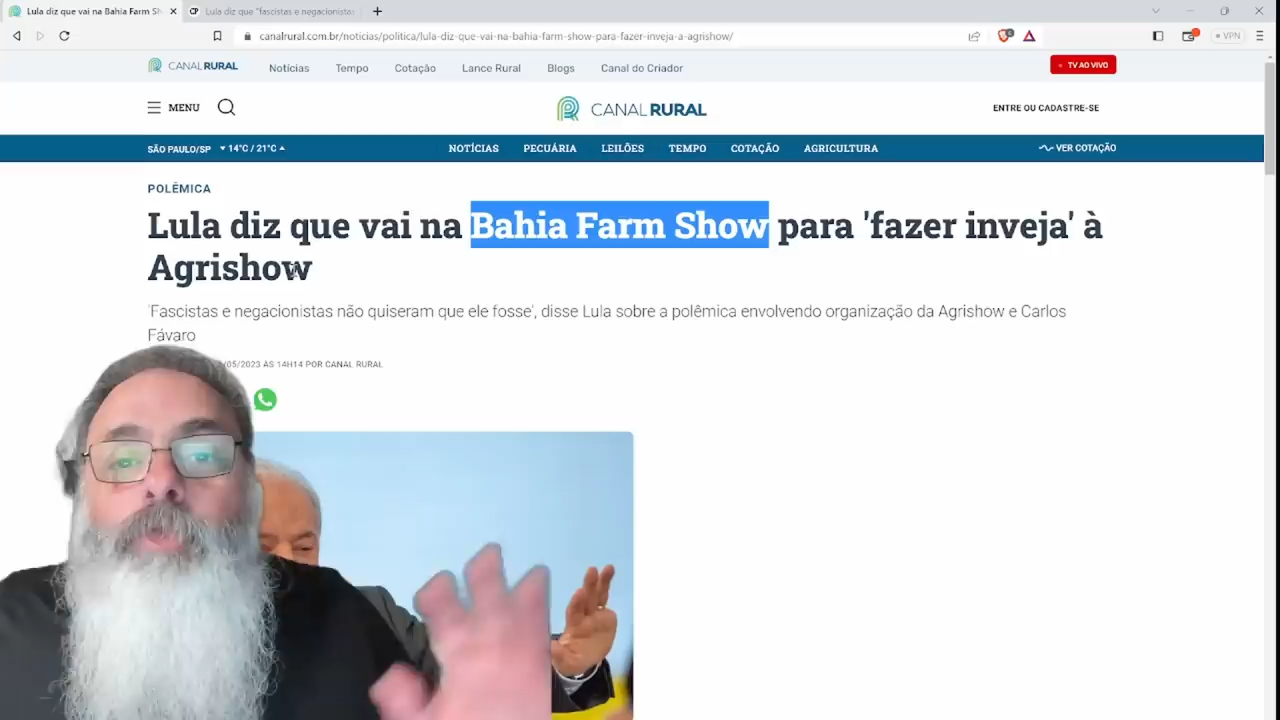 Lula diz que vai na Bahia Farm Sh
Lula diz que "fascistas e negacionistas
canalrural.com.br/noticias/politica/lula-diz-que-vai-na-bahia-farm-show-para-fazer-inveja-a-agrishow/
VPN
CANAL RURAL Notícias Tempo Cotação Lance Rural Blogs Canal do Criador TV AO VIVO
MENU CANAL RURAL ENTRE OU CADASTRE-SE
SÃO PAULO/SP 14°C / 21°C NOTÍCIAS PECUÁRIA LEILÕES TEMPO COTAÇÃO AGRICULTURA VER COTAÇÃO
POLÊMICA
Lula diz que vai na Bahia Farm Show para 'fazer inveja' à
Agrishow
'Fascistas e negacionistas não quiseram que ele fosse', disse Lula sobre a polêmica envolvendo organização da Agrishow e Carlos
Fávaro
/05/2023 ÀS 14H14 POR CANAL RURAL